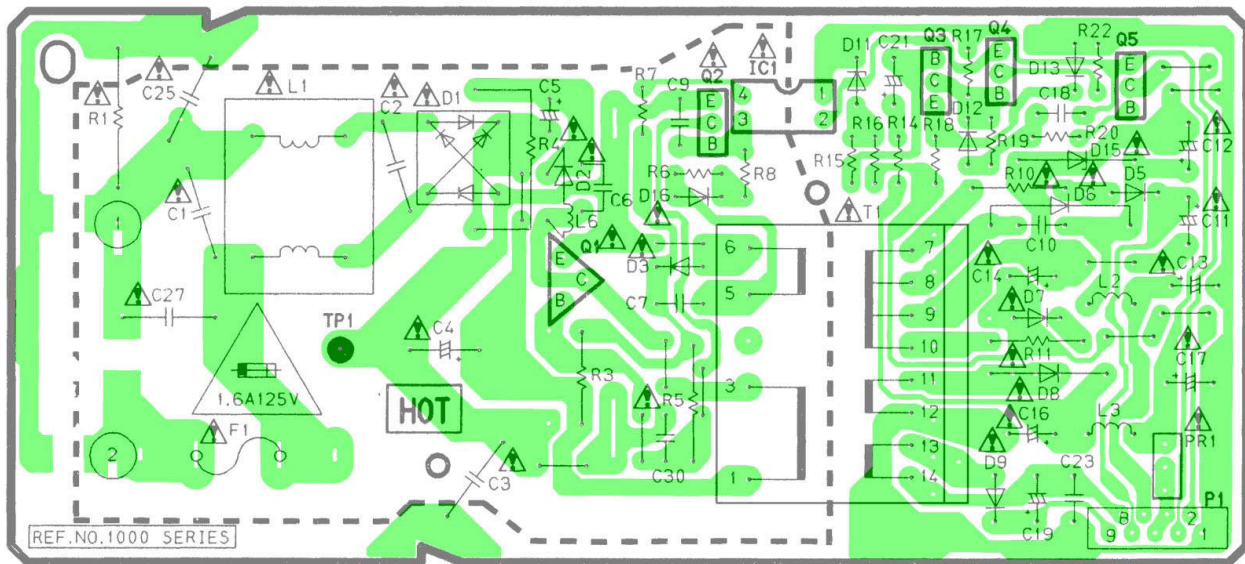 Q3
R17
Q4
R22
Q5
D11
C21
E
C
E
E
C
B
D13
E
C
B
IC1
Q2
R7
C9
E
C
B
4
3
1
2
C18
R20
D15
C12
L1
C2
D1
C5
C25
R1
R4
D2
C6
R6
D16
R8
R15
R16
R14
R18
D12
R19
R10
D6
D5
C11
C1
L6
T1
C10
1
E
Q1
C
B
D3
C7
6
5
7
8
9
10
C14
C13
L2
D7
C27
TP1
C4
R11
C17
1.6A125V
R3
R5
3
11
12
D8
HOT
F1
C16
L3
PR1
2
C3
C30
1
13
14
D9
C23
C19
P1
8
2
9
1
REF.NO.1000 SERIES